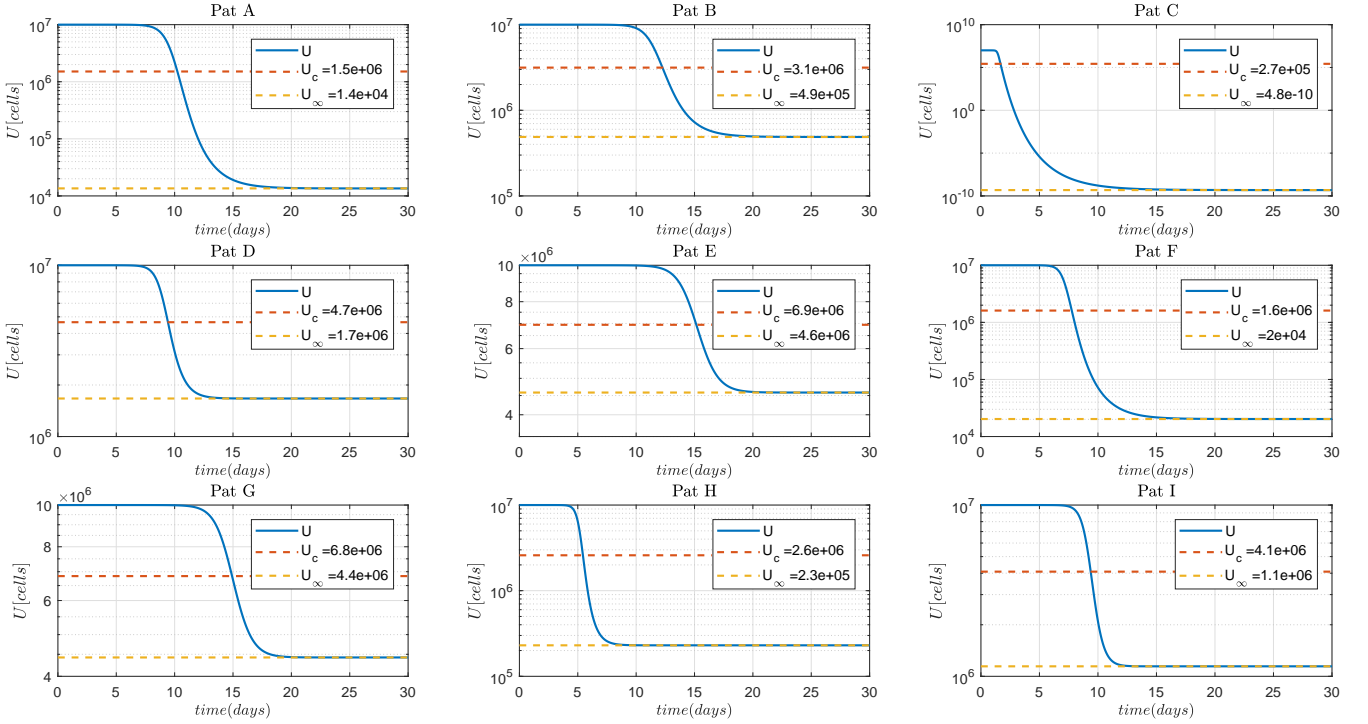 Pat A
10^7
10^6
10^5
10^4
U[cells]
U
U_c =1.5e+06
U_∞ =1.4e+04
0 5 10 15 20 25 30
time(days)
Pat B
10^7
10^6
10^5
U[cells]
U
U_c =3.1e+06
U_∞ =4.9e+05
0 5 10 15 20 25 30
time(days)
Pat C
10^10
10^0
10^-10
U[cells]
U
U_c =2.7e+05
U_∞ =4.8e-10
0 5 10 15 20 25 30
time(days)
Pat D
10^7
10^6
U[cells]
U
U_c =4.7e+06
U_∞ =1.7e+06
0 5 10 15 20 25 30
time(days)
Pat E
×10^6
10
8
6
4
U[cells]
U
U_c =6.9e+06
U_∞ =4.6e+06
0 5 10 15 20 25 30
time(days)
Pat F
10^7
10^6
10^5
10^4
U[cells]
U
U_c =1.6e+06
U_∞ =2e+04
0 5 10 15 20 25 30
time(days)
Pat G
×10^6
10
8
6
4
U[cells]
U
U_c =6.8e+06
U_∞ =4.4e+06
0 5 10 15 20 25 30
time(days)
Pat H
10^7
10^6
10^5
U[cells]
U
U_c =2.6e+06
U_∞ =2.3e+05
0 5 10 15 20 25 30
time(days)
Pat I
10^7
10^6
U[cells]
U
U_c =4.1e+06
U_∞ =1.1e+06
0 5 10 15 20 25 30
time(days)